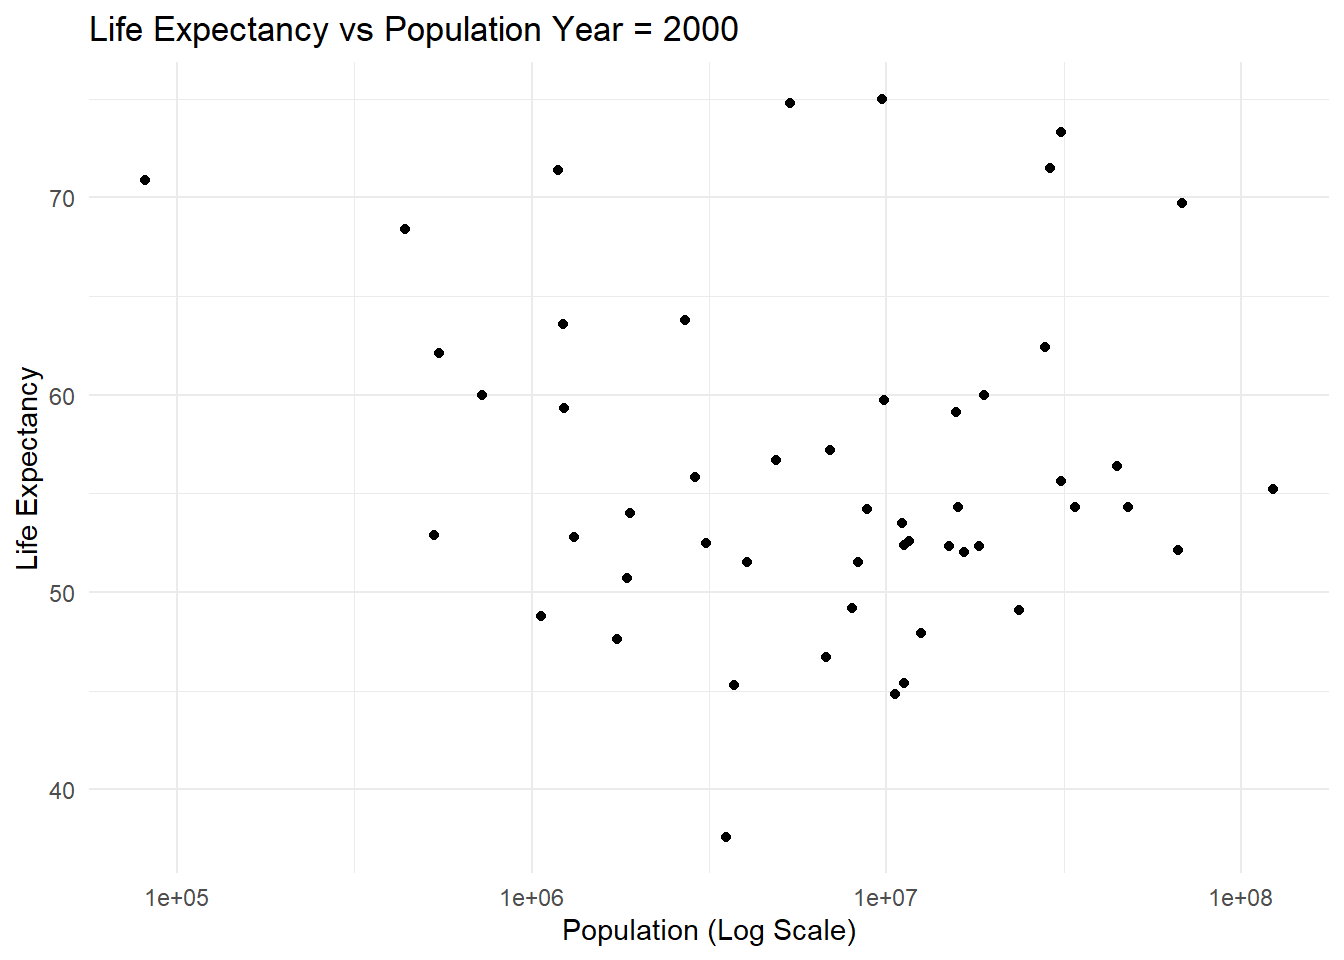 Life Expectancy vs Population Year = 2000
Life Expectancy
70
60
50
40
1e+05
1e+06
1e+07
1e+08
Population (Log Scale)